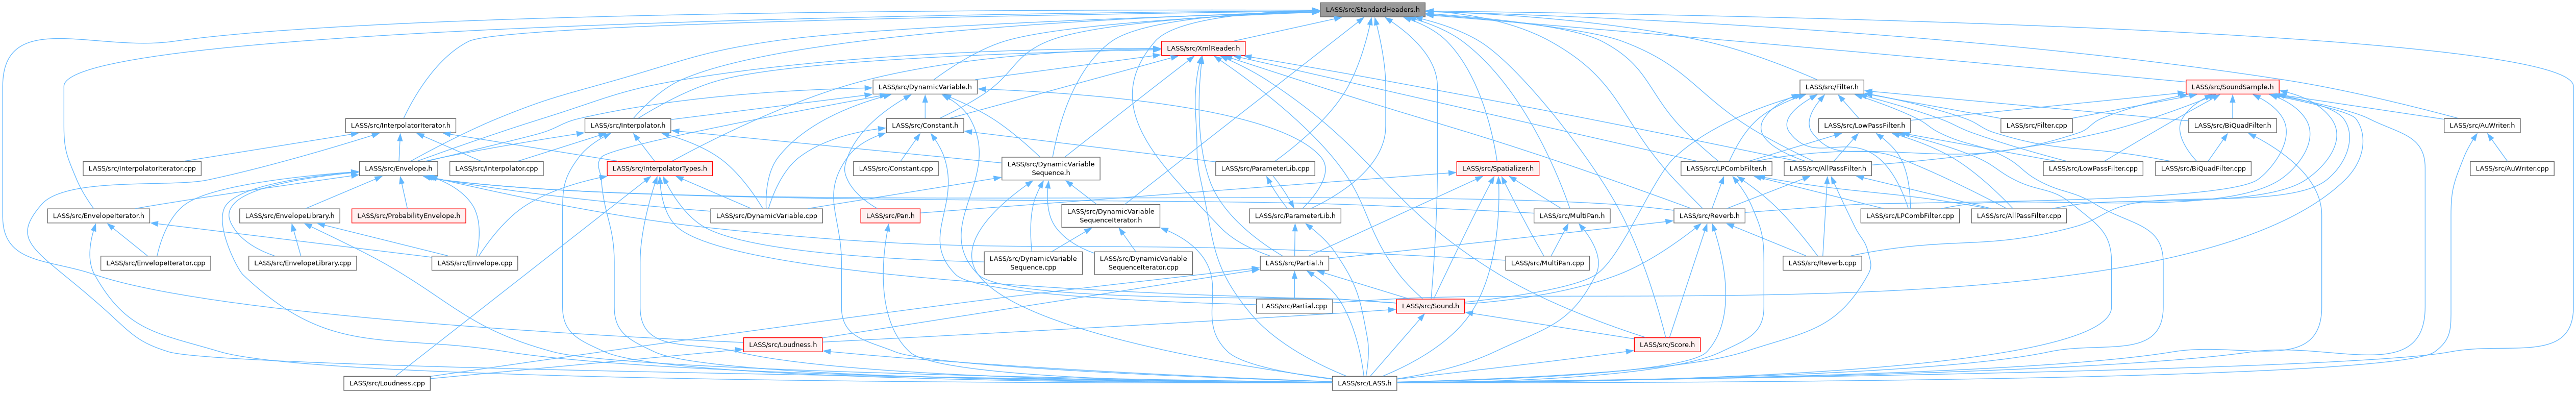 LASS/src/StandardHeaders.h
LASS/src/XmlReader.h
LASS/src/DynamicVariable.h
LASS/src/Filter.h
LASS/src/SoundSample.h
LASS/src/InterpolatorIterator.h
LASS/src/Interpolator.h
LASS/src/Constant.h
LASS/src/LowPassFilter.h
LASS/src/Filter.cpp
LASS/src/BiQuadFilter.h
LASS/src/AuWriter.h
LASS/src/InterpolatorIterator.cpp
LASS/src/Envelope.h
LASS/src/Interpolator.cpp
LASS/src/InterpolatorTypes.h
LASS/src/Constant.cpp
LASS/src/DynamicVariable
Sequence.h
LASS/src/ParameterLib.cpp
LASS/src/Spatializer.h
LASS/src/LPCombFilter.h
LASS/src/AllPassFilter.h
LASS/src/LowPassFilter.cpp
LASS/src/BiQuadFilter.cpp
LASS/src/AuWriter.cpp
LASS/src/EnvelopeIterator.h
LASS/src/EnvelopeLibrary.h
LASS/src/ProbabilityEnvelope.h
LASS/src/DynamicVariable.cpp
LASS/src/Pan.h
LASS/src/DynamicVariable
SequenceIterator.h
LASS/src/ParameterLib.h
LASS/src/MultiPan.h
LASS/src/Reverb.h
LASS/src/LPCombFilter.cpp
LASS/src/AllPassFilter.cpp
LASS/src/EnvelopeIterator.cpp
LASS/src/EnvelopeLibrary.cpp
LASS/src/Envelope.cpp
LASS/src/DynamicVariable
Sequence.cpp
LASS/src/DynamicVariable
SequenceIterator.cpp
LASS/src/Partial.h
LASS/src/MultiPan.cpp
LASS/src/Reverb.cpp
LASS/src/Partial.cpp
LASS/src/Sound.h
LASS/src/Loudness.h
LASS/src/Score.h
LASS/src/Loudness.cpp
LASS/src/LASS.h